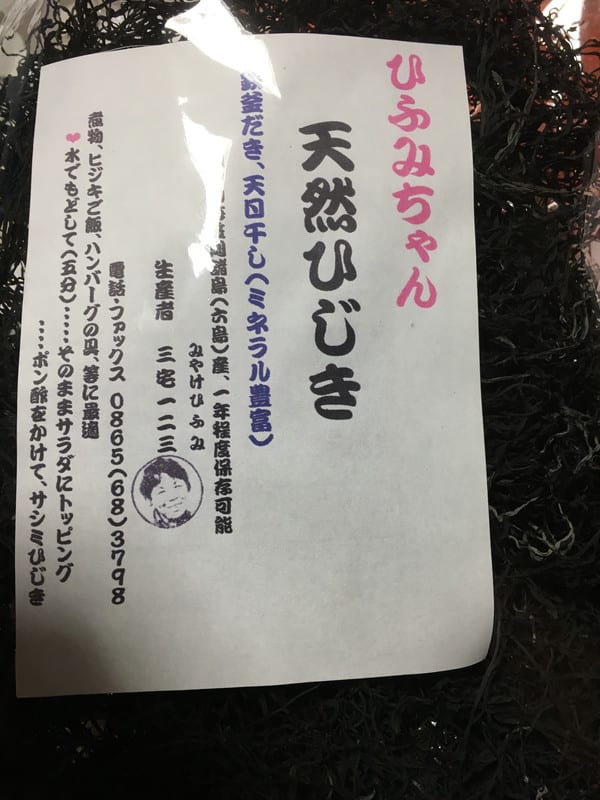 ひふみちゃん
天然ひじき
釜だき、天日干し(ミネラル豊富)
諸島(六島)産、一年程度保存可能
みやけひふみ
生産者 三宅一二三
電話・ファックス 0865(68)3798
煮物、ヒジキご飯、ハンバーグの具、等に最適
❤水でもどして(五分)‥‥そのままサラダにトッピング
‥‥ポン酢をかけて、サシミひじき